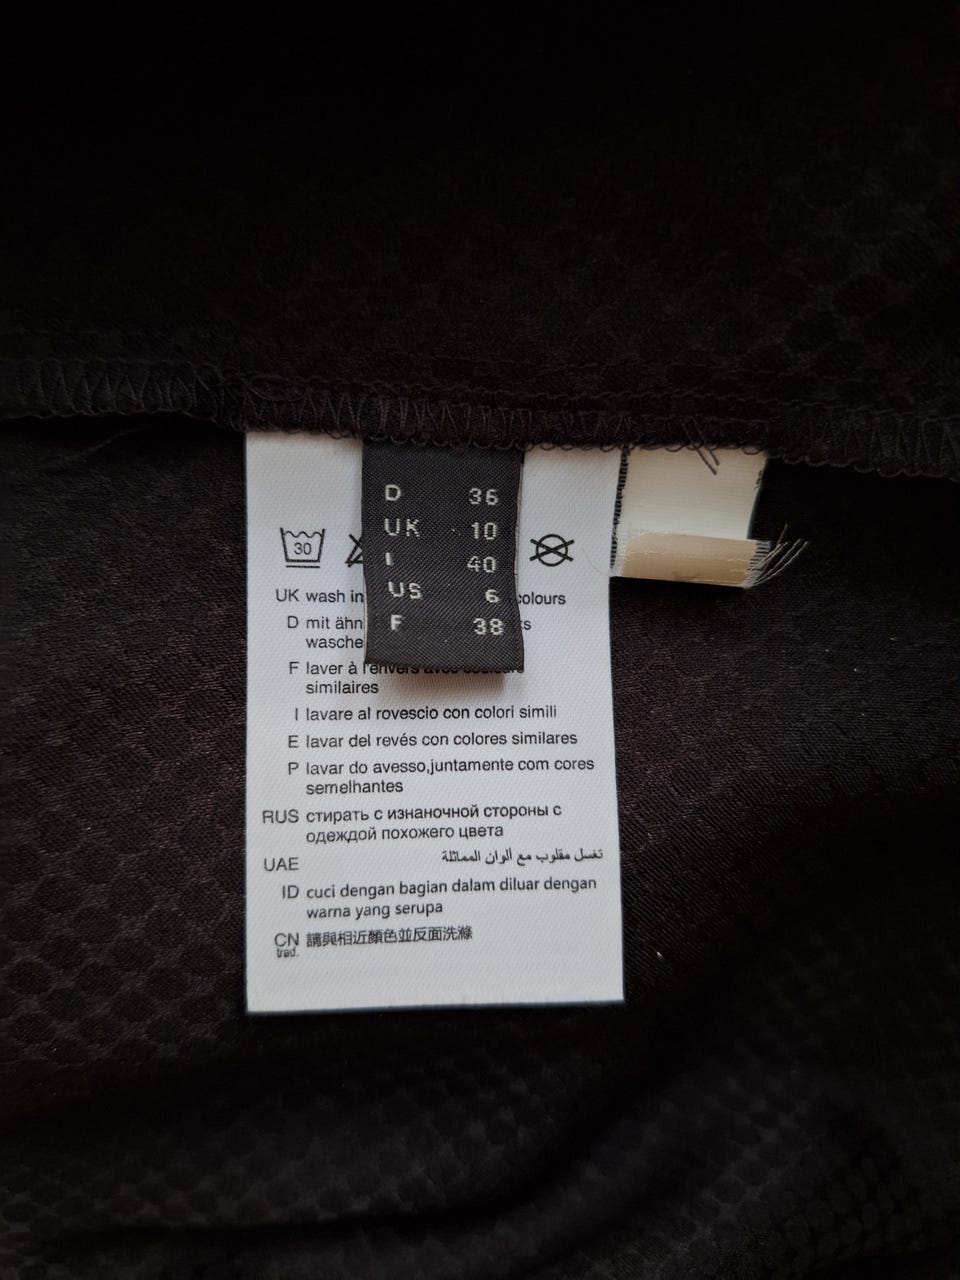 D 36
UK 10
I 40
US 6
F 38
30
UK wash in colours
D mit ähn
F laver à l'envers avec couleurs
similaires
I lavare al rovescio con colori simili
E lavar del revés con colores similares
P lavar do avesso,juntamente com cores
semelhantes
RUS стирать с изнаночной стороны с
одеждой похожего цвета
UAE تغسل مقلوب مع ألوان المماثلة
ID cuci dengan bagian dalam diluar dengan
warna yang serupa
CN 請與相近顏色並反面洗滌
trad.